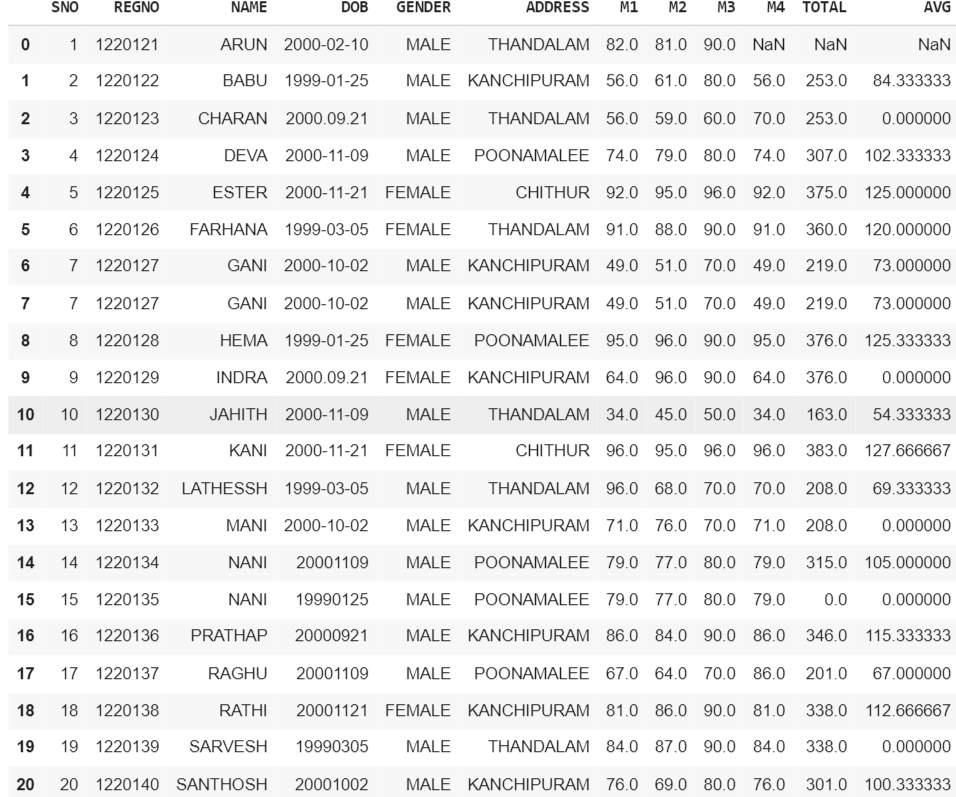 SNO REGNO NAME DOB GENDER ADDRESS M1 M2 M3 M4 TOTAL AVG
0 1 1220121 ARUN 2000-02-10 MALE THANDALAM 82.0 81.0 90.0 NaN NaN NaN
1 2 1220122 BABU 1999-01-25 MALE KANCHIPURAM 56.0 61.0 80.0 56.0 253.0 84.333333
2 3 1220123 CHARAN 2000.09.21 MALE THANDALAM 56.0 59.0 60.0 70.0 253.0 0.000000
3 4 1220124 DEVA 2000-11-09 MALE POONAMALEE 74.0 79.0 80.0 74.0 307.0 102.333333
4 5 1220125 ESTER 2000-11-21 FEMALE CHITHUR 92.0 95.0 96.0 92.0 375.0 125.000000
5 6 1220126 FARHANA 1999-03-05 FEMALE THANDALAM 91.0 88.0 90.0 91.0 360.0 120.000000
6 7 1220127 GANI 2000-10-02 MALE KANCHIPURAM 49.0 51.0 70.0 49.0 219.0 73.000000
7 7 1220127 GANI 2000-10-02 MALE KANCHIPURAM 49.0 51.0 70.0 49.0 219.0 73.000000
8 8 1220128 HEMA 1999-01-25 FEMALE POONAMALEE 95.0 96.0 90.0 95.0 376.0 125.333333
9 9 1220129 INDRA 2000.09.21 FEMALE KANCHIPURAM 64.0 96.0 90.0 64.0 376.0 0.000000
10 10 1220130 JAHITH 2000-11-09 MALE THANDALAM 34.0 45.0 50.0 34.0 163.0 54.333333
11 11 1220131 KANI 2000-11-21 FEMALE CHITHUR 96.0 95.0 96.0 96.0 383.0 127.666667
12 12 1220132 LATHESSH 1999-03-05 MALE THANDALAM 96.0 68.0 70.0 70.0 208.0 69.333333
13 13 1220133 MANI 2000-10-02 MALE KANCHIPURAM 71.0 76.0 70.0 71.0 208.0 0.000000
14 14 1220134 NANI 20001109 MALE POONAMALEE 79.0 77.0 80.0 79.0 315.0 105.000000
15 15 1220135 NANI 19990125 MALE POONAMALEE 79.0 77.0 80.0 79.0 0.0 0.000000
16 16 1220136 PRATHAP 20000921 MALE KANCHIPURAM 86.0 84.0 90.0 86.0 346.0 115.333333
17 17 1220137 RAGHU 20001109 MALE POONAMALEE 67.0 64.0 70.0 86.0 201.0 67.000000
18 18 1220138 RATHI 20001121 FEMALE KANCHIPURAM 81.0 86.0 90.0 81.0 338.0 112.666667
19 19 1220139 SARVESH 19990305 MALE THANDALAM 84.0 87.0 90.0 84.0 338.0 0.000000
20 20 1220140 SANTHOSH 20001002 MALE KANCHIPURAM 76.0 69.0 80.0 76.0 301.0 100.333333